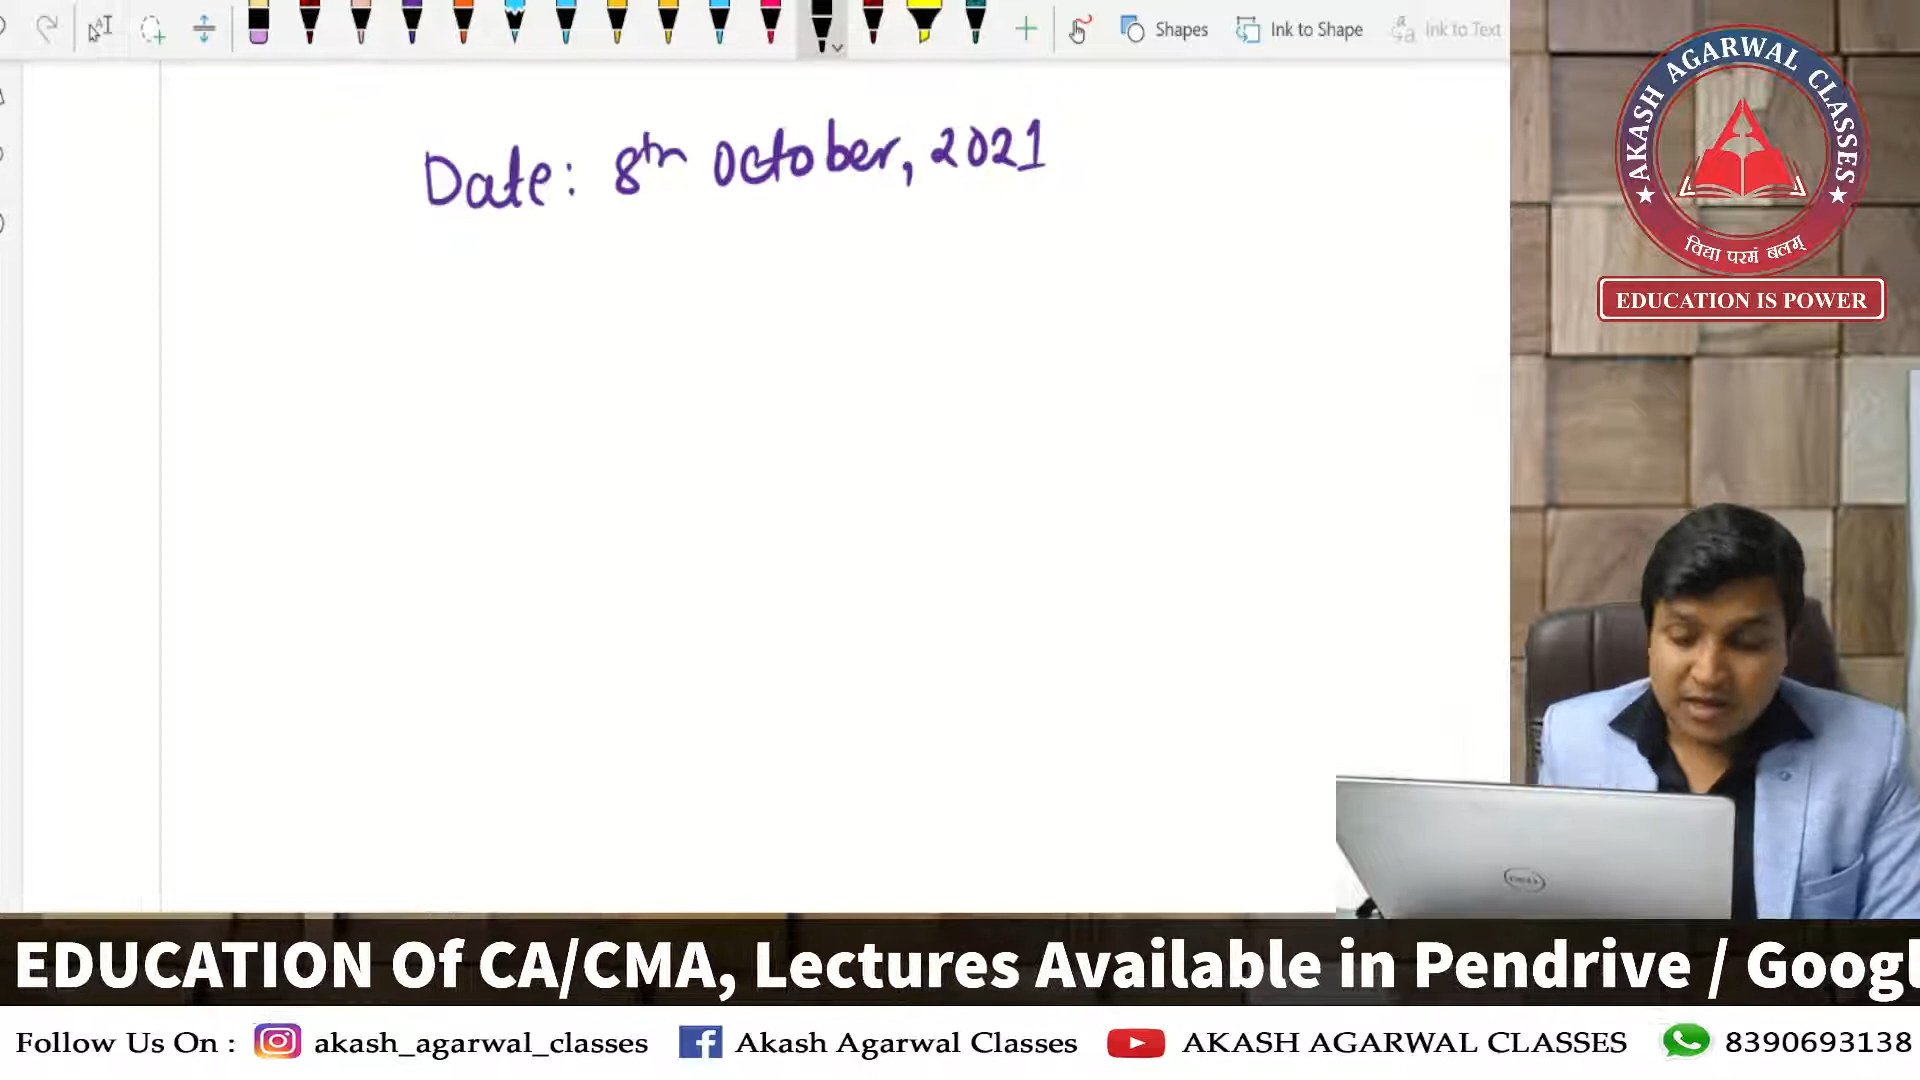 Shapes
Ink to Shape
Ink to Text
Date: 8th October, 2021
AKASH AGARWAL CLASSES
विद्या परमं बलम्
EDUCATION IS POWER
DELL
EDUCATION Of CA/CMA, Lectures Available in Pendrive / Googl
Follow Us On : akash_agarwal_classes Akash Agarwal Classes AKASH AGARWAL CLASSES 8390693138